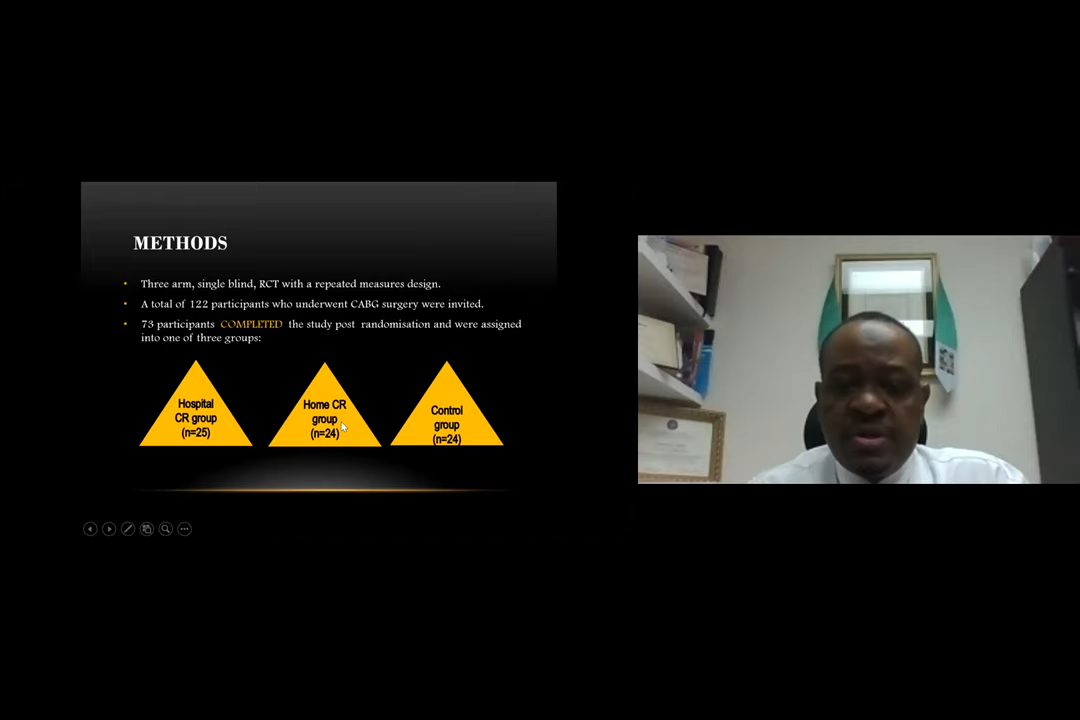 METHODS
• Three arm, single blind, RCT with a repeated measures design.
• A total of 122 participants who underwent CABG surgery were invited.
• 73 participants COMPLETED the study post randomisation and were assigned
into one of three groups:
Hospital
CR group
(n=25)
Home CR
group
(n=24)
Control
group
(n=24)